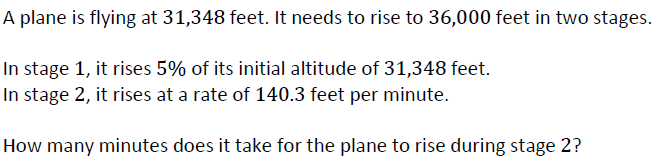 A plane is flying at 31,348 feet. It needs to rise to 36,000 feet in two stages.
In stage 1, it rises 5% of its initial altitude of 31,348 feet.
In stage 2, it rises at a rate of 140.3 feet per minute.
How many minutes does it take for the plane to rise during stage 2?